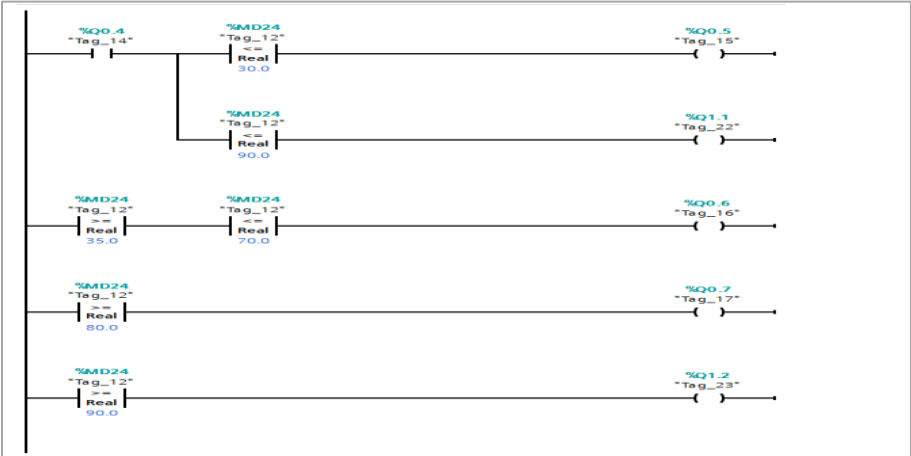 %Q0.4 %MD24 %Q0.5
"Tag_14" "Tag_12" "Tag_15"
<=
Real
30.0
%MD24 %Q1.1
"Tag_12" "Tag_22"
<=
Real
90.0
%MD24 %MD24 %Q0.6
"Tag_12" "Tag_12" "Tag_16"
>= <=
Real Real
35.0 70.0
%MD24 %Q0.7
"Tag_12" "Tag_17"
>=
Real
80.0
%MD24 %Q1.2
"Tag_12" "Tag_23"
>=
Real
90.0